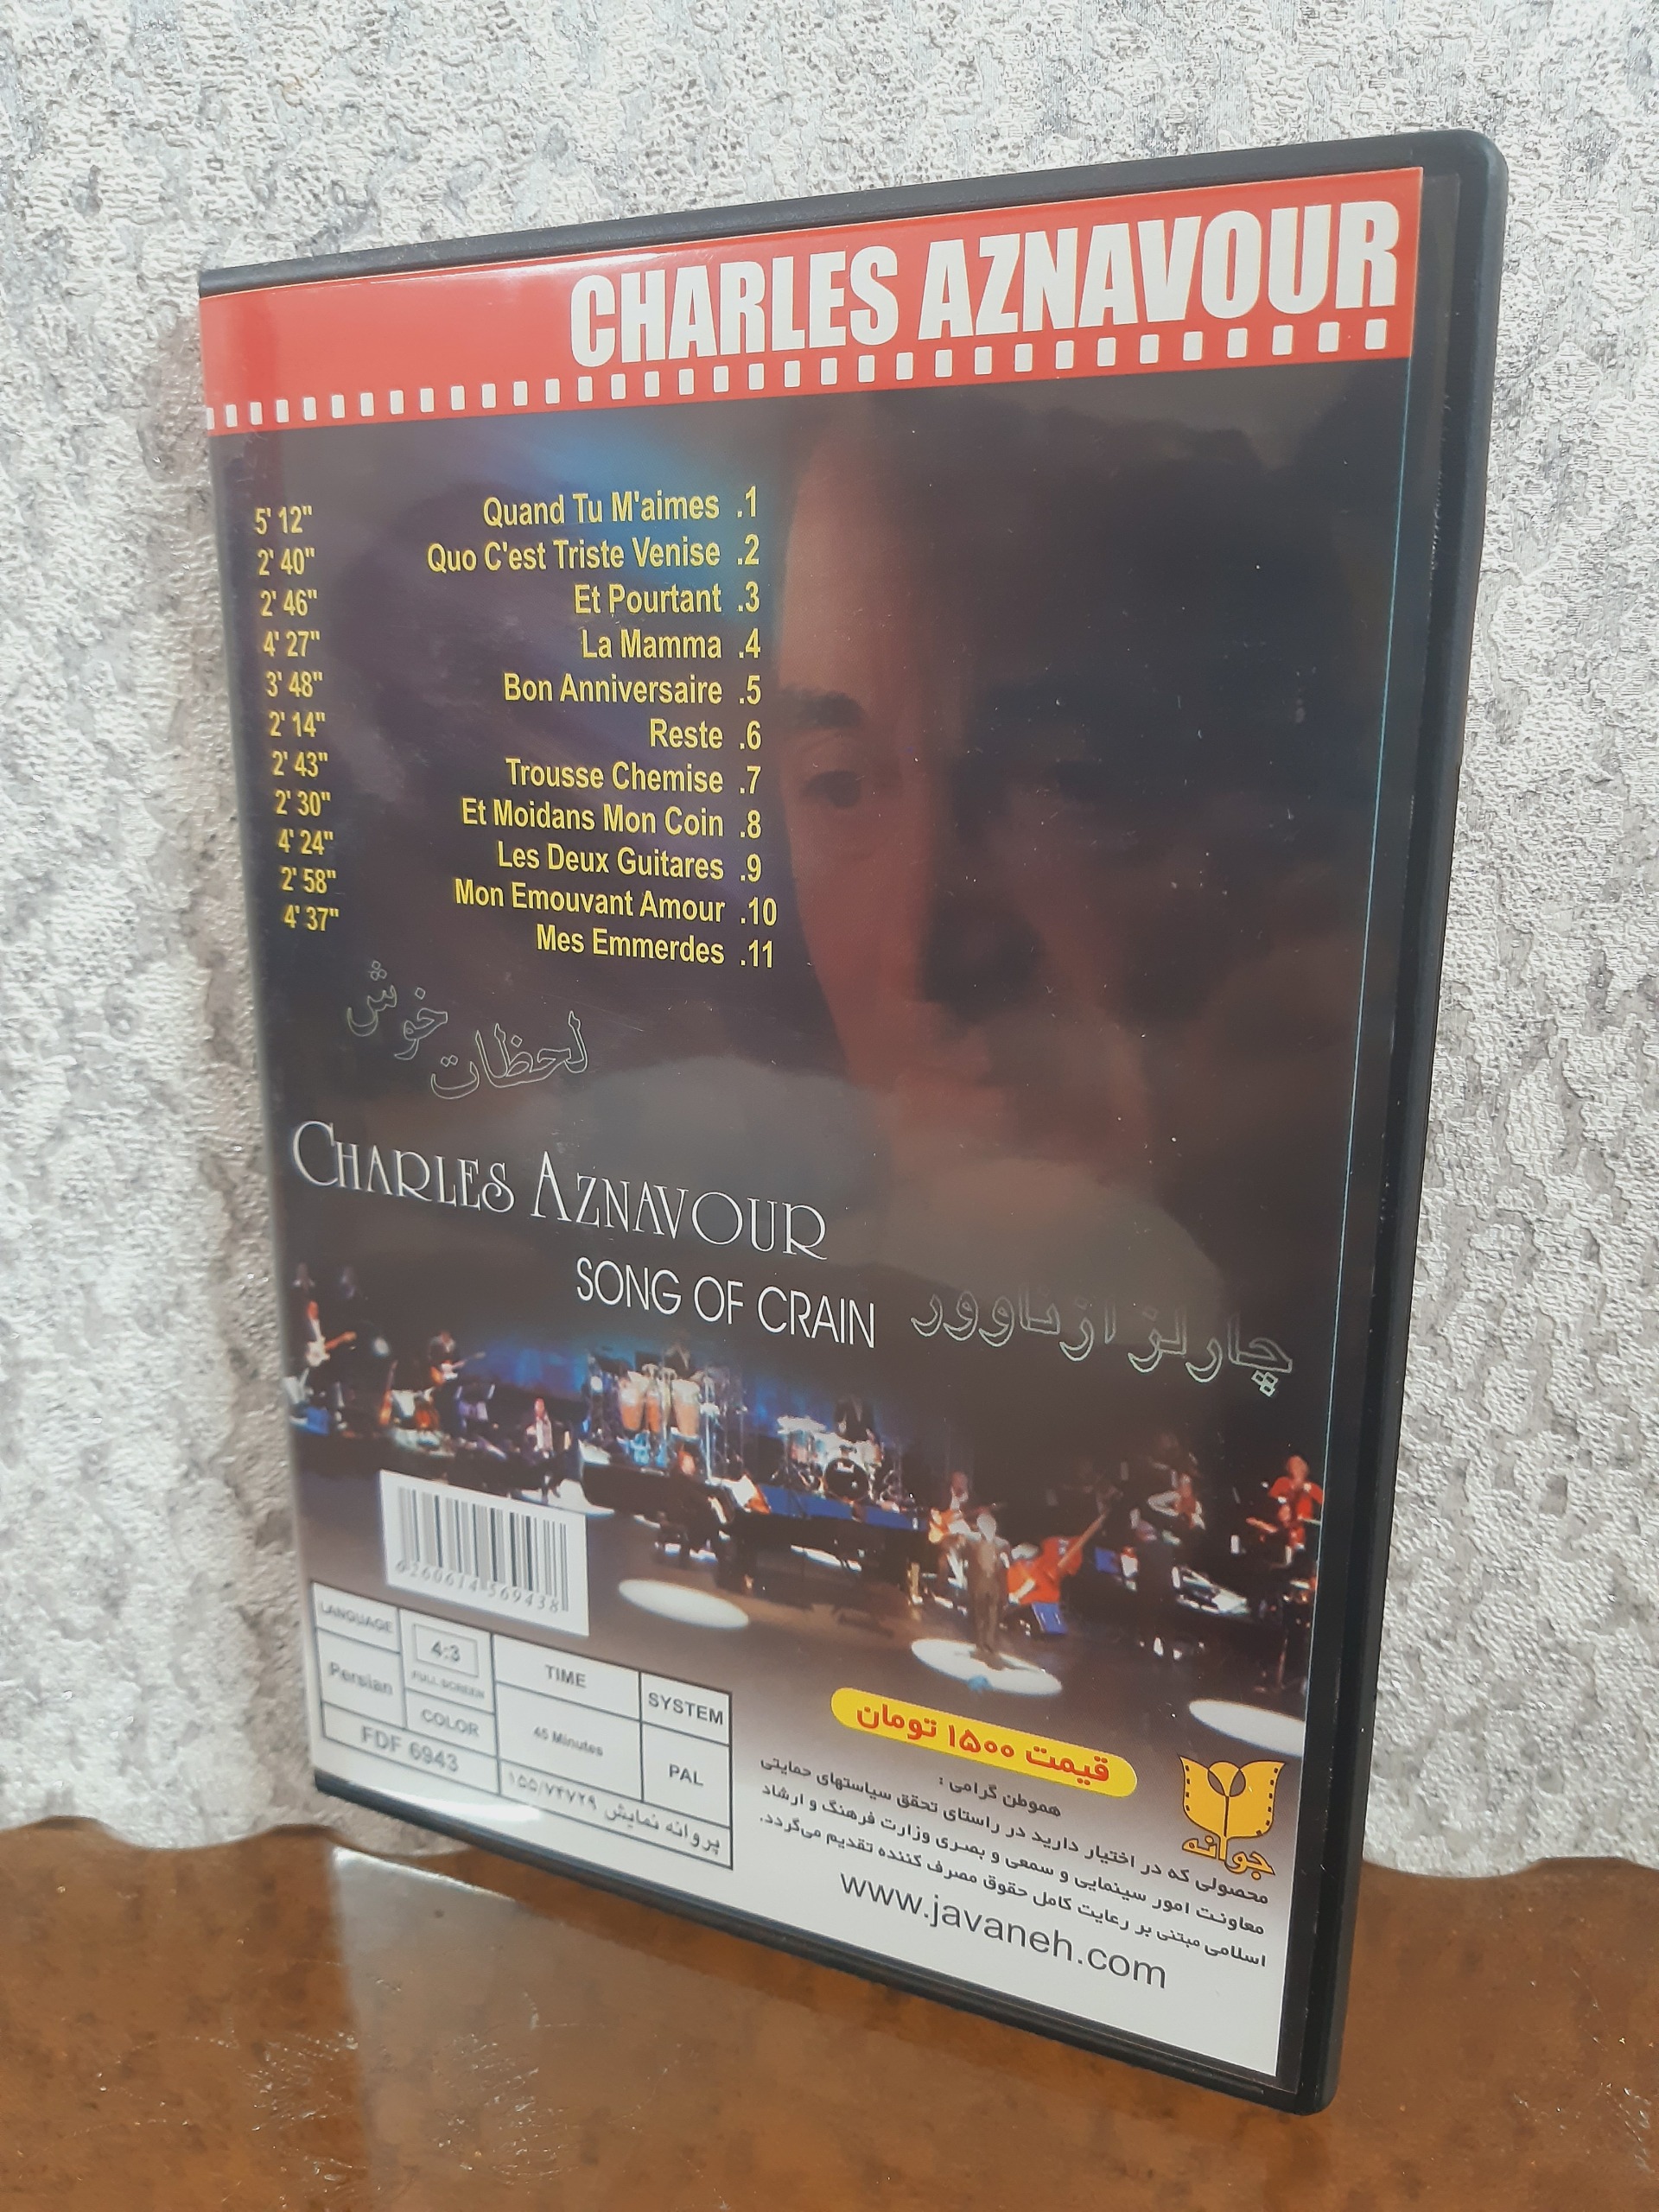 CHARLES AZNAVOUR
Quand Tu M'aimes .1 5' 12"
Quo C'est Triste Venise .2 2' 40"
Et Pourtant .3 2' 46"
La Mamma .4 4' 27"
Bon Anniversaire .5 3' 48"
Reste .6 2' 14"
Trousse Chemise .7 2' 43"
Et Moidans Mon Coin .8 2' 30"
Les Deux Guitares .9 4' 24"
Mon Emouvant Amour .10 2' 58"
Mes Emmerdes .11 4' 37"
لحظات خوش
CHARLES AZNAVOUR
SONG OF CRAIN
چارلز ازناوور
0260614 569438
LANGUAGE
Persian
4:3
FULL SCREEN
COLOR
TIME
45 Minutes
SYSTEM
PAL
FDF 6943
پروانه نمایش ۱۵۵/۷۴۷۲۹
قیمت ۱۵۰۰ تومان
هموطن گرامی :
محصولی که در اختیار دارید در راستای تحقق سیاستهای حمایتی
معاونت امور سینمایی و سمعی و بصری وزارت فرهنگ و ارشاد
اسلامی مبتنی بر رعایت کامل حقوق مصرف کننده تقدیم می‌گردد.
جوانه
www.javaneh.com